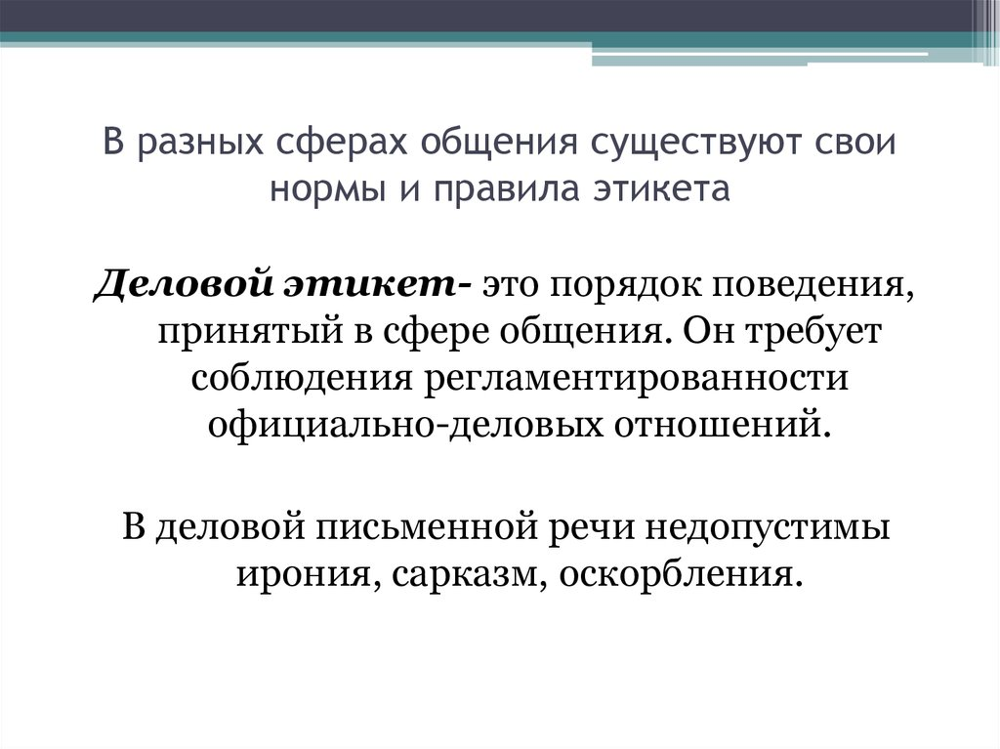 В разных сферах общения существуют свои
нормы и правила этикета
Деловой этикет- это порядок поведения,
принятый в сфере общения. Он требует
соблюдения регламентированности
официально-деловых отношений.
В деловой письменной речи недопустимы
ирония, сарказм, оскорбления.